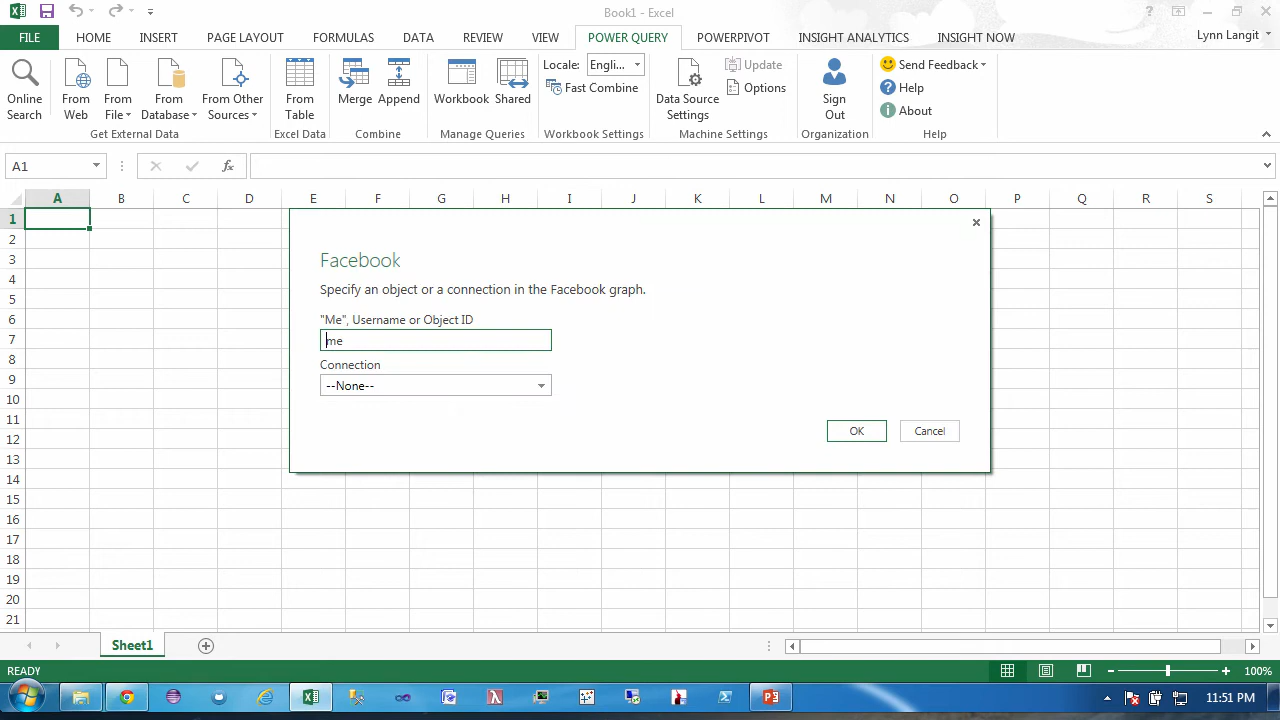 Book1 - Excel
FILE HOME INSERT PAGE LAYOUT FORMULAS DATA REVIEW VIEW POWER QUERY POWERPIVOT INSIGHT ANALYTICS INSIGHT NOW Lynn Langit
Online Search
From Web
From File
From Database
From Other Sources
Get External Data
From Table
Excel Data
Merge
Append
Combine
Workbook
Shared
Manage Queries
Locale: Engli...
Fast Combine
Workbook Settings
Data Source Settings
Update
Options
Machine Settings
Sign Out
Organization
Send Feedback
Help
About
Help
A1
fx
A B C D E F G H I J K L M N O P Q R S
1
2
3
4
5
6
7
8
9
10
11
12
13
14
15
16
17
18
19
20
21
Facebook
Specify an object or a connection in the Facebook graph.
"Me", Username or Object ID
me
Connection
--None--
OK Cancel
Sheet1
READY 100%
11:51 PM